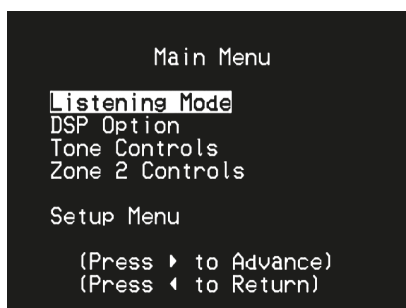 Main Menu
Listening Mode
DSP Option
Tone Controls
Zone 2 Controls
Setup Menu
(Press ▶ to Advance)
(Press ◀ to Return)